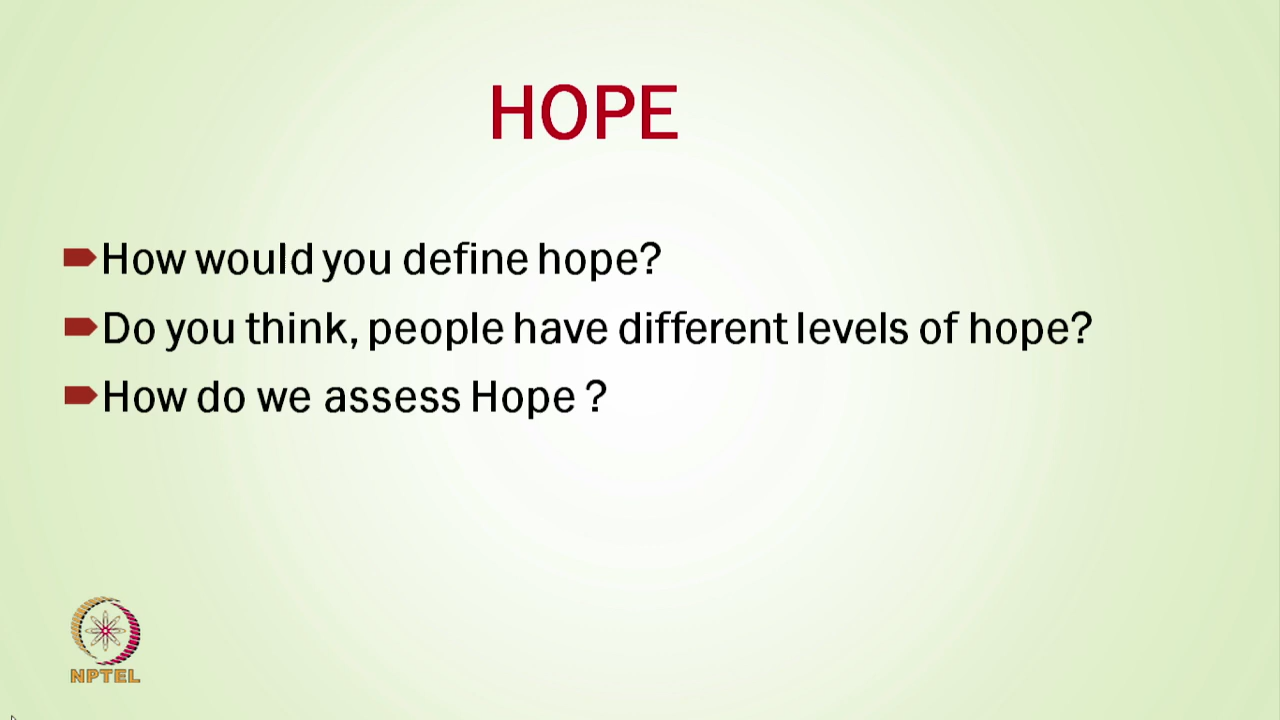 HOPE
How would you define hope?
Do you think, people have different levels of hope?
How do we assess Hope ?
NPTEL